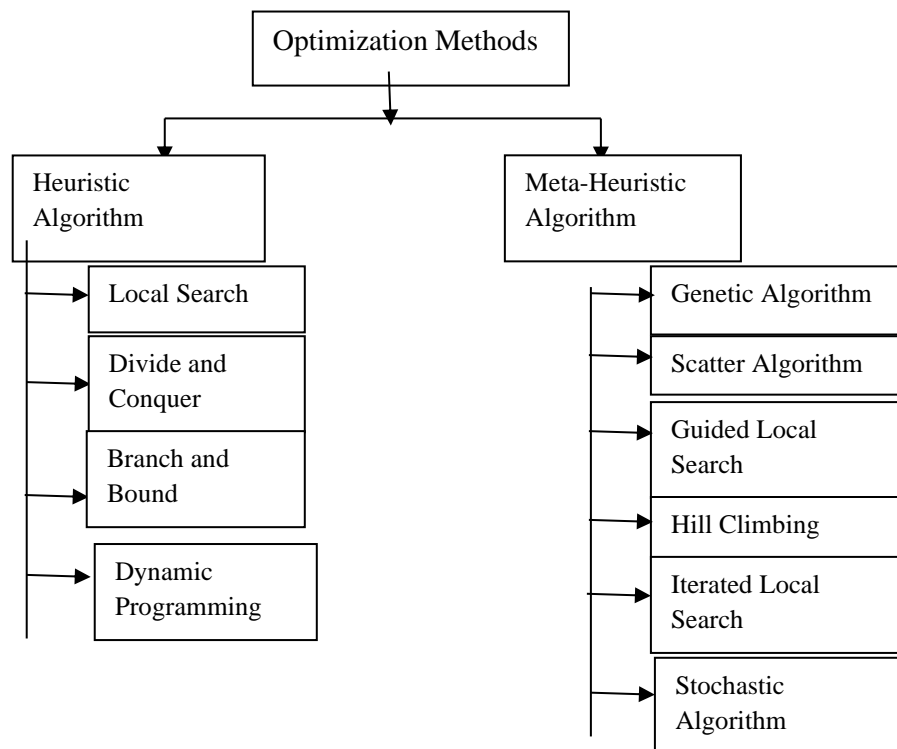 Optimization Methods
Heuristic
Algorithm
Local Search
Divide and
Conquer
Branch and
Bound
Dynamic
Programming
Meta-Heuristic
Algorithm
Genetic Algorithm
Scatter Algorithm
Guided Local
Search
Hill Climbing
Iterated Local
Search
Stochastic
Algorithm